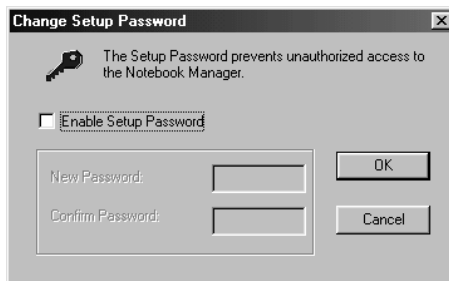 Change Setup Password
The Setup Password prevents unauthorized access to
the Notebook Manager.
Enable Setup Password
New Password:
OK
Confirm Password:
Cancel